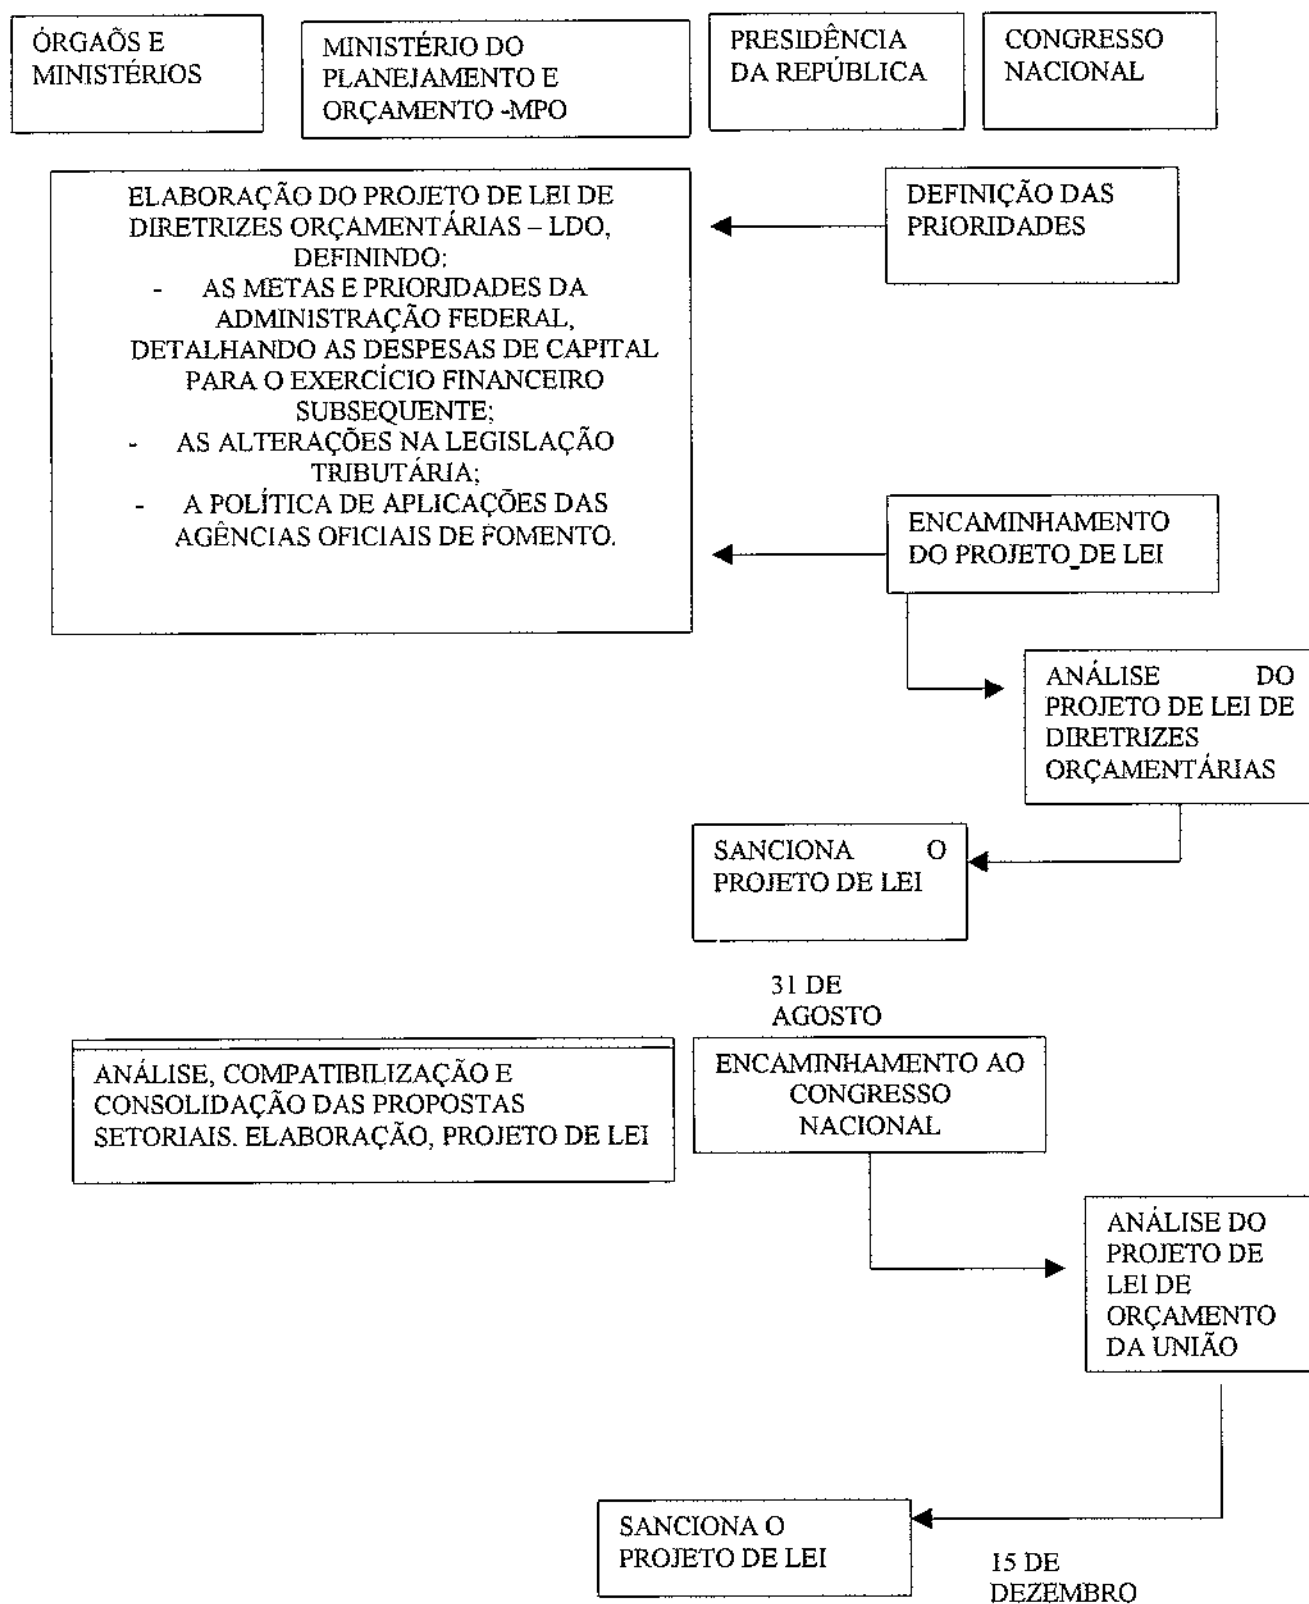 ÓRGAÕS E
MINISTÉRIOS
MINISTÉRIO DO
PLANEJAMENTO E
ORÇAMENTO -MPO
PRESIDÊNCIA
DA REPÚBLICA
CONGRESSO
NACIONAL
ELABORAÇÃO DO PROJETO DE LEI DE
DIRETRIZES ORÇAMENTÁRIAS – LDO,
DEFININDO:
- AS METAS E PRIORIDADES DA
ADMINISTRAÇÃO FEDERAL,
DETALHANDO AS DESPESAS DE CAPITAL
PARA O EXERCÍCIO FINANCEIRO
SUBSEQUENTE;
- AS ALTERAÇÕES NA LEGISLAÇÃO
TRIBUTÁRIA;
- A POLÍTICA DE APLICAÇÕES DAS
AGÊNCIAS OFICIAIS DE FOMENTO.
DEFINIÇÃO DAS
PRIORIDADES
ENCAMINHAMENTO
DO PROJETO DE LEI
ANÁLISE DO
PROJETO DE LEI DE
DIRETRIZES
ORÇAMENTÁRIAS
SANCIONA O
PROJETO DE LEI
31 DE
AGOSTO
ANÁLISE, COMPATIBILIZAÇÃO E
CONSOLIDAÇÃO DAS PROPOSTAS
SETORIAIS. ELABORAÇÃO, PROJETO DE LEI
ENCAMINHAMENTO AO
CONGRESSO
NACIONAL
ANÁLISE DO
PROJETO DE
LEI DE
ORÇAMENTO
DA UNIÃO
SANCIONA O
PROJETO DE LEI
15 DE
DEZEMBRO